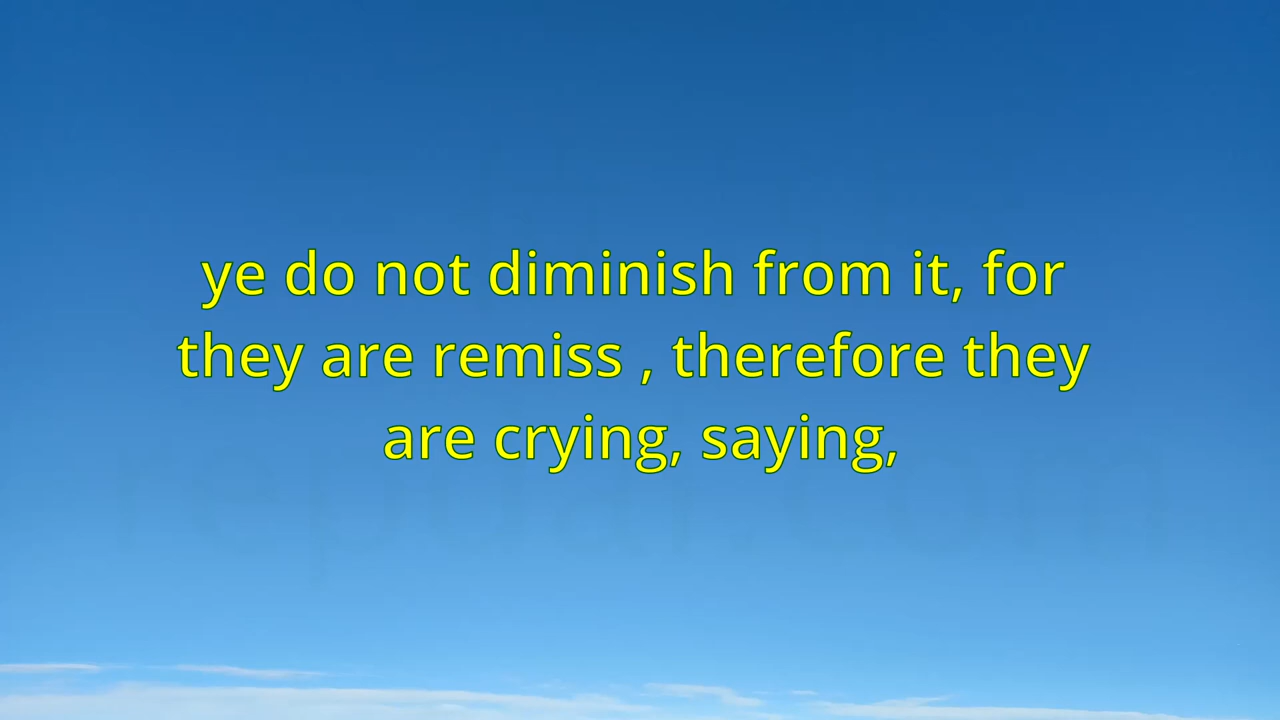 ye do not diminish from it, for
they are remiss , therefore they
are crying, saying,